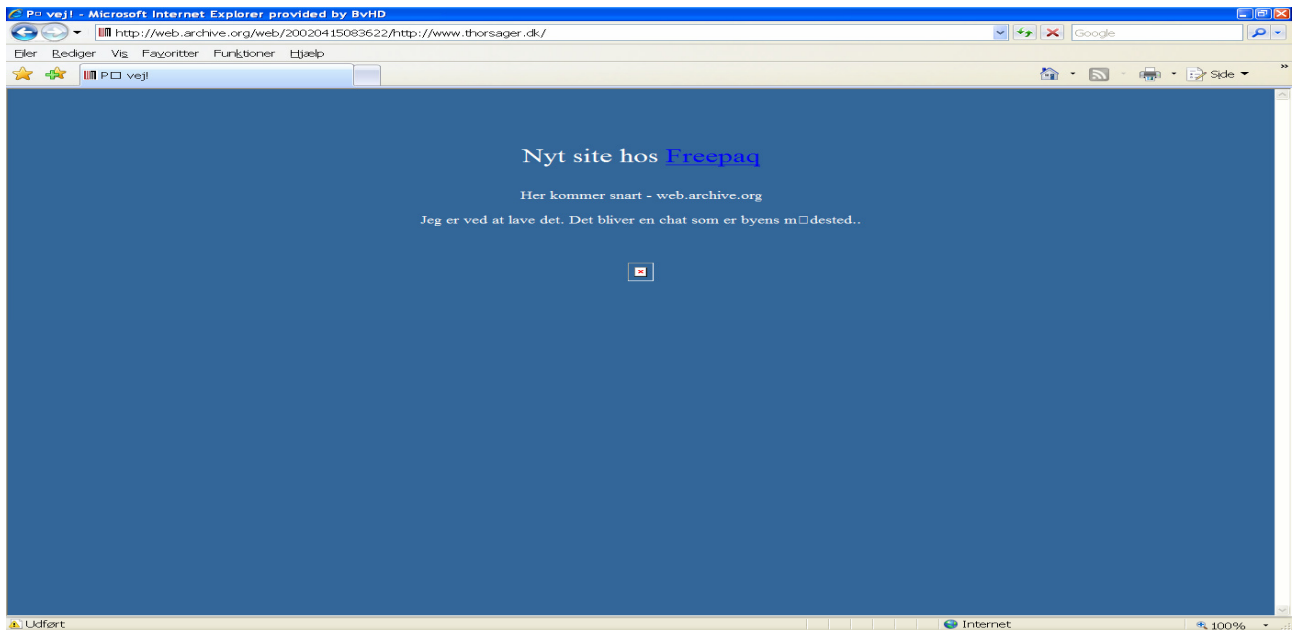 P□ vej! - Microsoft Internet Explorer provided by BvHD
http://web.archive.org/web/20020415083622/http://www.thorsager.dk/
Google
Filer Rediger Vis Favoritter Funktioner Hjælp
P□ vej!
Side
Nyt site hos Freepaq
Her kommer snart - web.archive.org
Jeg er ved at lave det. Det bliver en chat som er byens m□dested..
Udført
Internet
100%